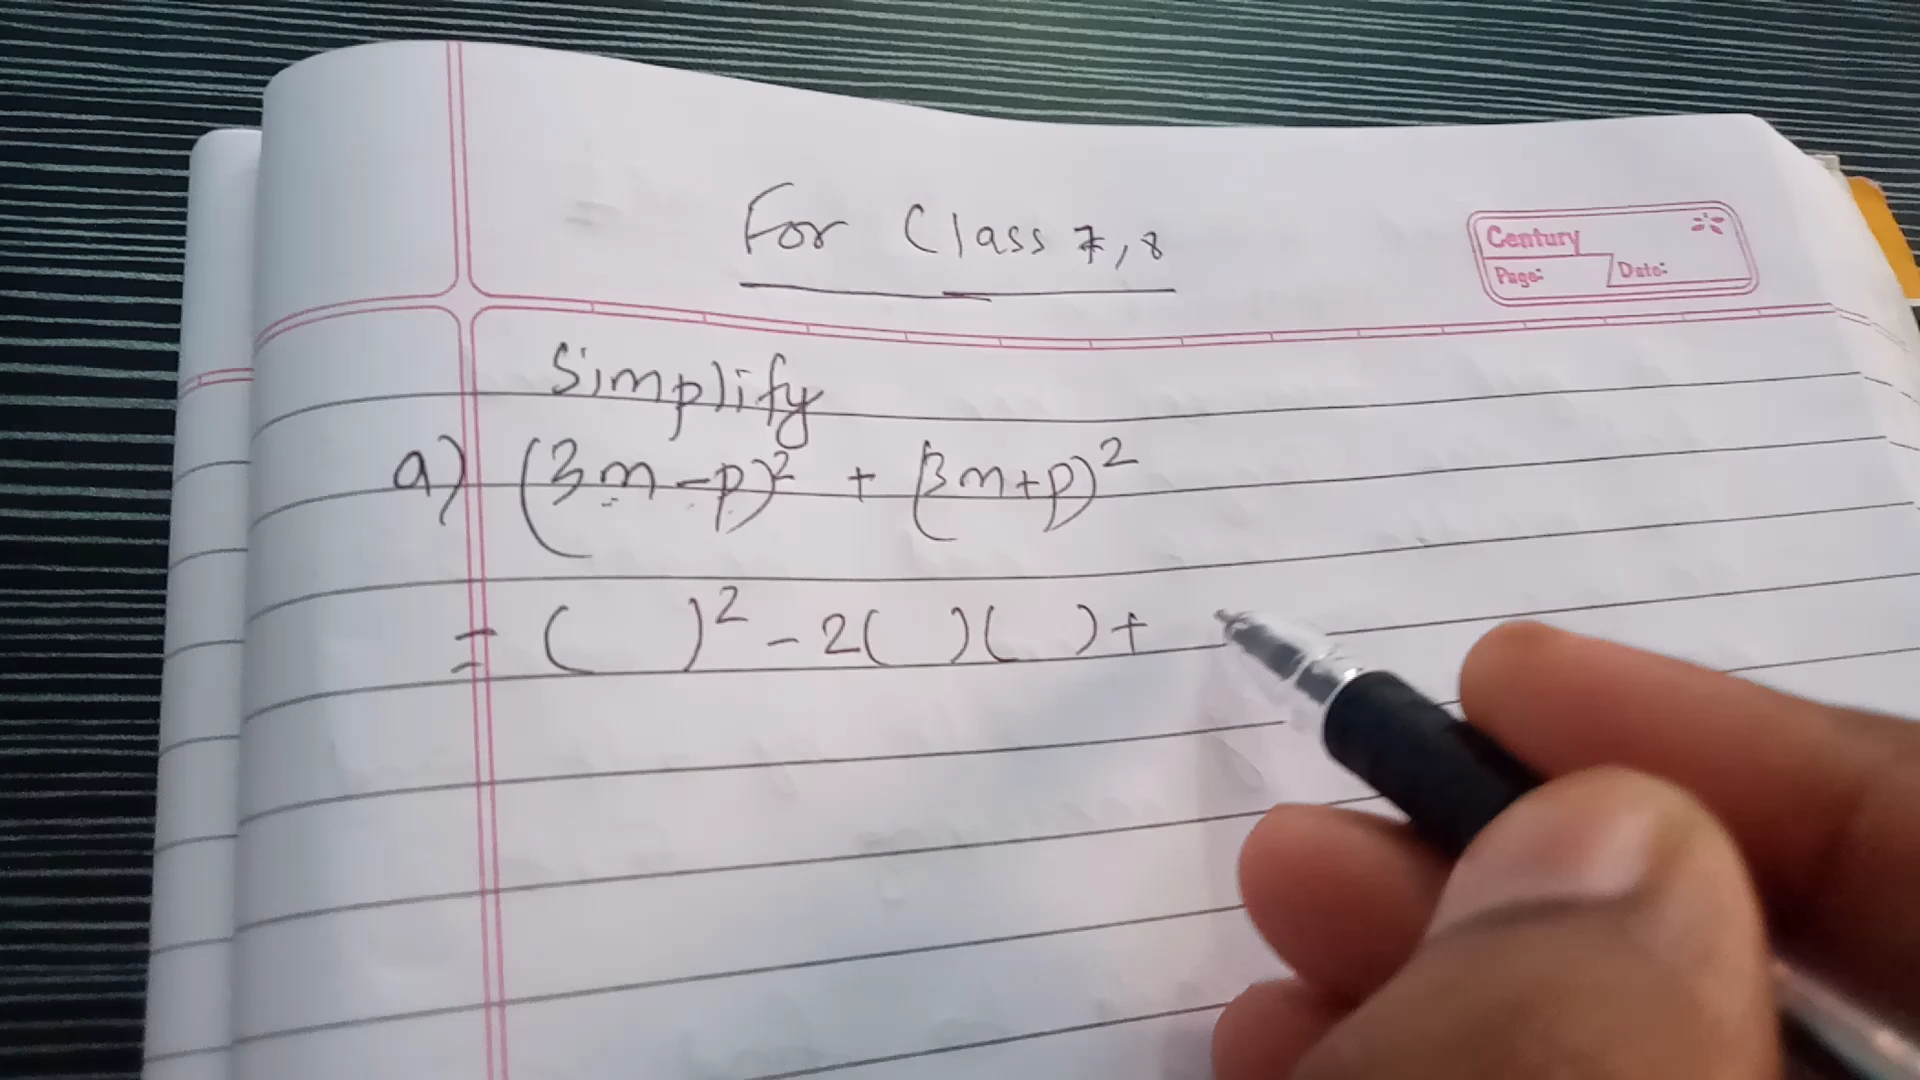 For Class 7,8
Century
Page: Date:
Simplify
a) (3m-p)² + (3m+p)²
= ( )² - 2( )( ) +